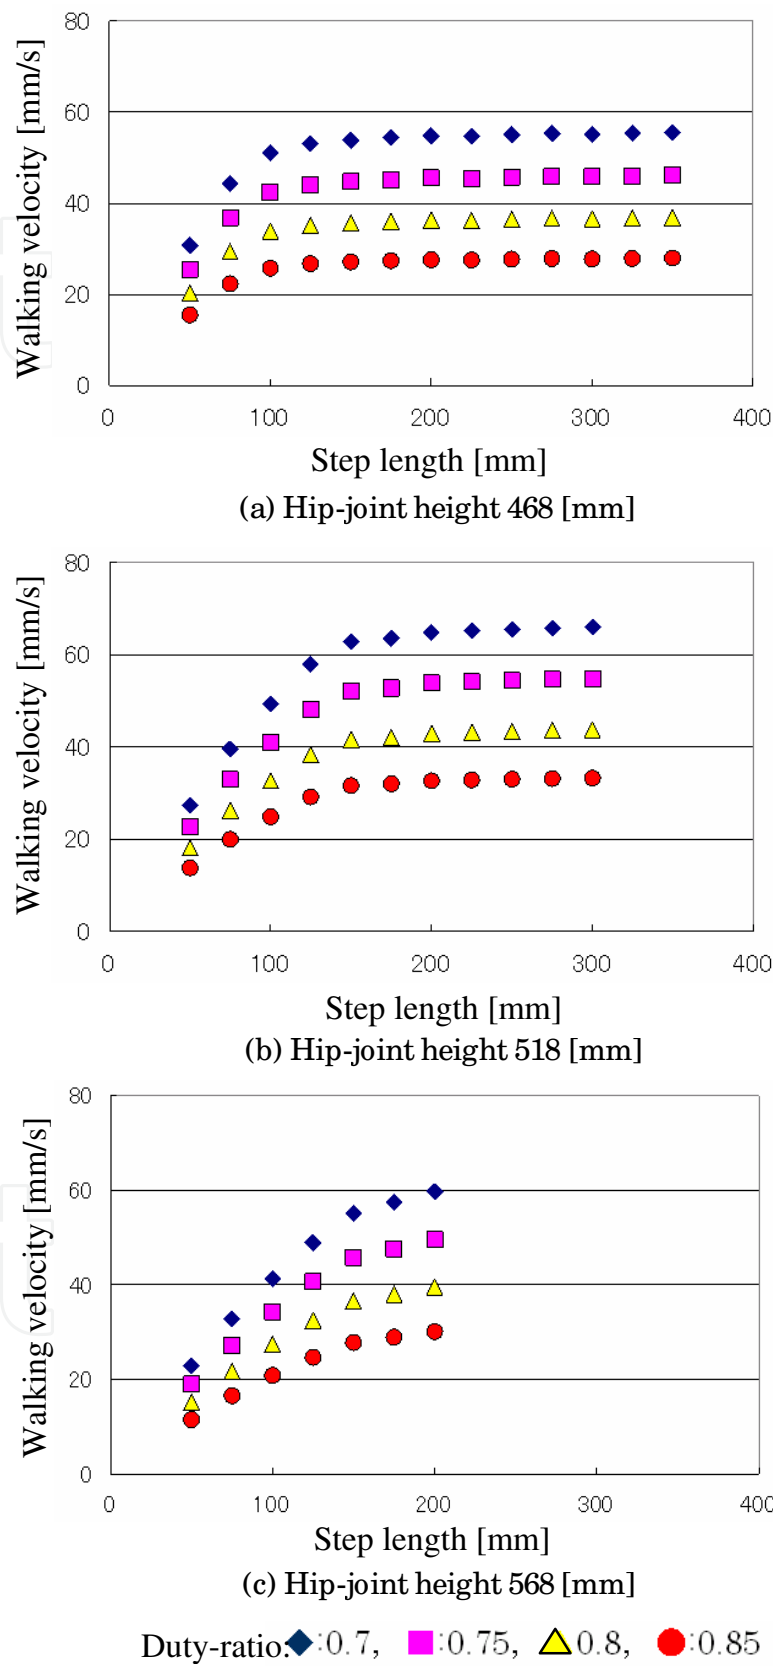 80
60
40
20
0
Walking velocity [mm/s]
0 100 200 300 400
Step length [mm]
(a) Hip-joint height 468 [mm]
80
60
40
20
0
Walking velocity [mm/s]
0 100 200 300 400
Step length [mm]
(b) Hip-joint height 518 [mm]
80
60
40
20
0
Walking velocity [mm/s]
0 100 200 300 400
Step length [mm]
(c) Hip-joint height 568 [mm]
Duty-ratio: :0.7, :0.75, 0.8, :0.85